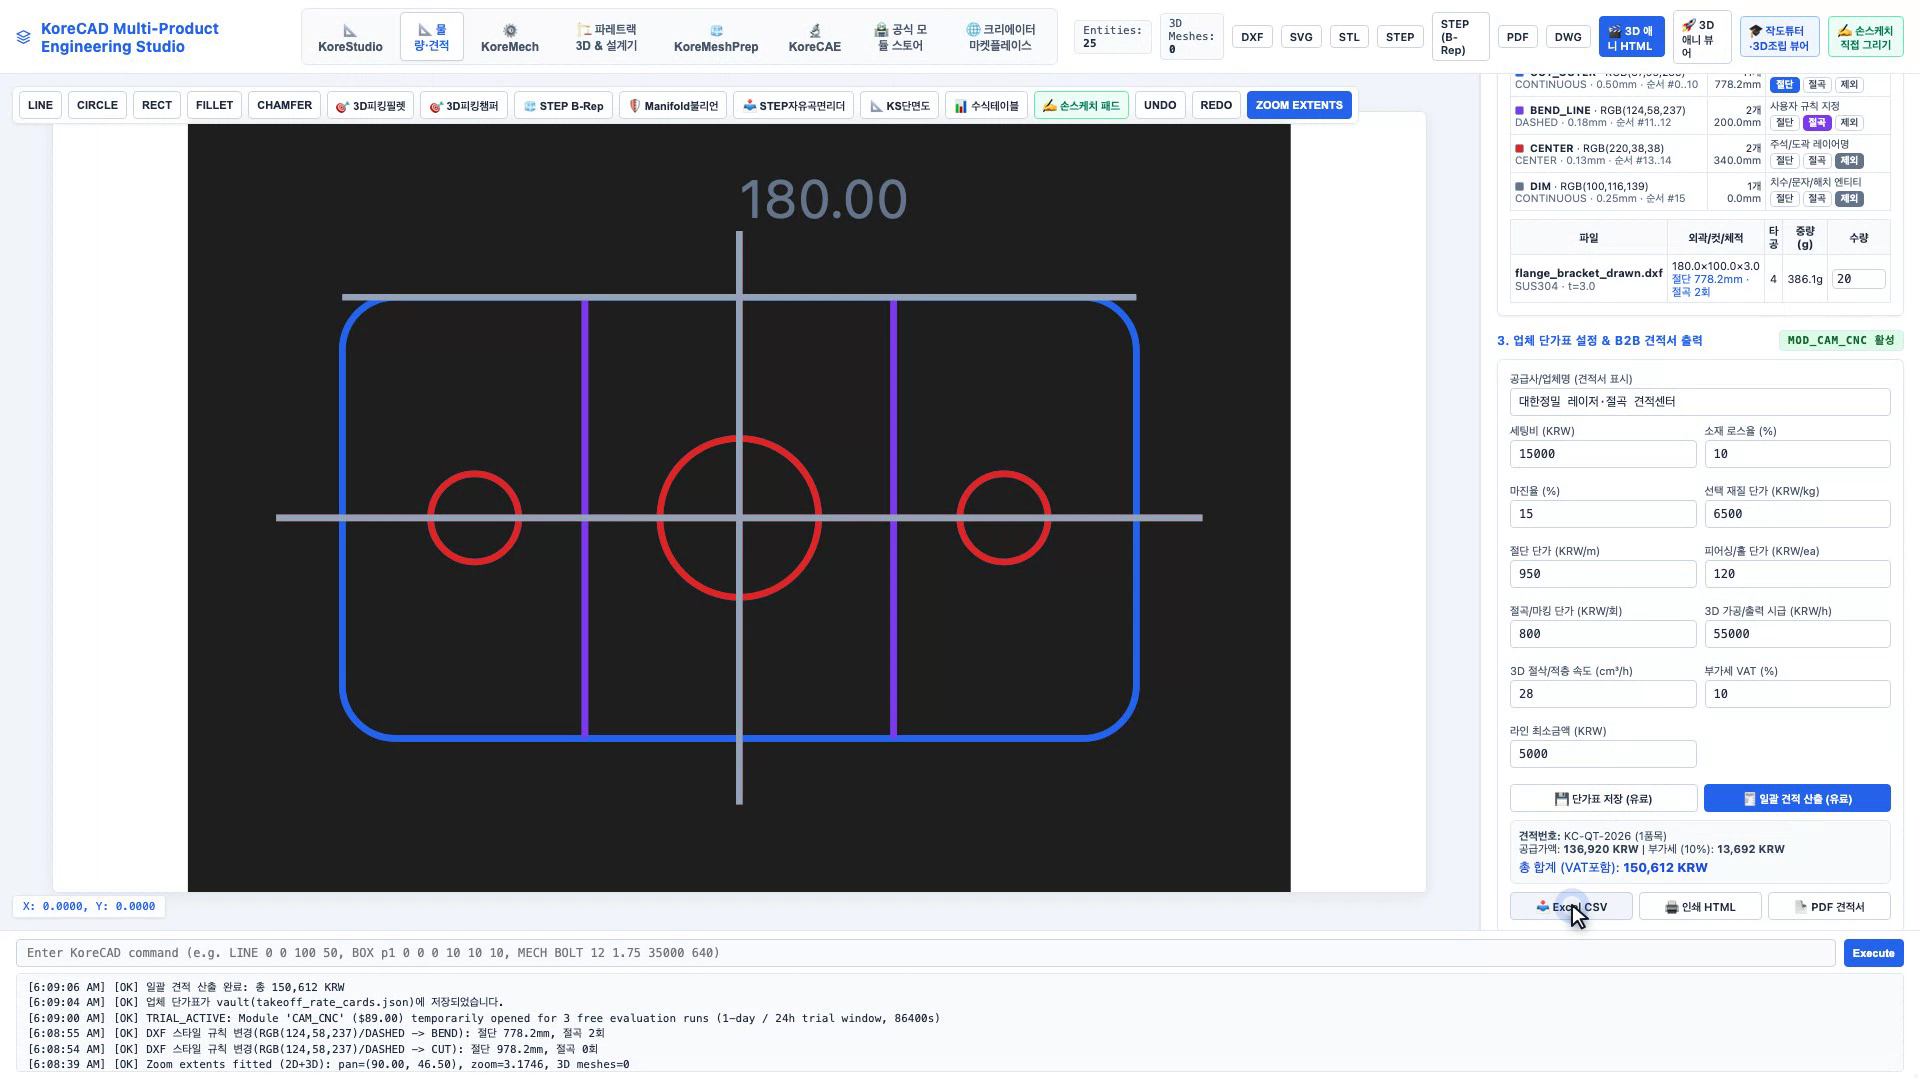 KoreCAD Multi-Product
Engineering Studio
KoreStudio
물
량·견적
KoreMech
파레트랙
3D & 설계기
KoreMeshPrep
KoreCAE
공식 모
듈 스토어
크리에이터
마켓플레이스
Entities:
25
3D
Meshes:
0
DXF
SVG
STL
STEP
STEP
(B-
Rep)
PDF
DWG
3D 애
니 HTML
3D
애니 뷰
어
작도튜터
·3D조립 뷰어
손스케치
직접 그리기
LINE
CIRCLE
RECT
FILLET
CHAMFER
3D피킹필렛
3D피킹챔퍼
STEP B-Rep
Manifold불리언
STEP자유곡면리더
KS단면도
수식테이블
손스케치 패드
UNDO
REDO
ZOOM EXTENTS
180.00
X: 0.0000, Y: 0.0000
CONTINUOUS · 0.50mm · 순서 #0..10
778.2mm
절단 절곡 제외
BEND_LINE · RGB(124,58,237)
DASHED · 0.18mm · 순서 #11..12
2개
200.0mm
사용자 규칙 지정
절단 절곡 제외
CENTER · RGB(220,38,38)
CENTER · 0.13mm · 순서 #13..14
2개
340.0mm
주석/도곽 레이어명
절단 절곡 제외
DIM · RGB(100,116,139)
CONTINUOUS · 0.25mm · 순서 #15
1개
0.0mm
치수/문자/해치 엔티티
절단 절곡 제외
파일
외곽/컷/체적
타
공
중량
(g)
수량
flange_bracket_drawn.dxf
SUS304 · t=3.0
180.0×100.0×3.0
절단 778.2mm ·
절곡 2회
4
386.1g
20
3. 업체 단가표 설정 & B2B 견적서 출력
MOD_CAM_CNC 활성
공급사/업체명 (견적서 표시)
대한정밀 레이저·절곡 견적센터
세팅비 (KRW)
15000
소재 로스율 (%)
10
마진율 (%)
15
선택 재질 단가 (KRW/kg)
6500
절단 단가 (KRW/m)
950
피어싱/홀 단가 (KRW/ea)
120
절곡/마킹 단가 (KRW/회)
800
3D 가공/출력 시급 (KRW/h)
55000
3D 절삭/적층 속도 (cm³/h)
28
부가세 VAT (%)
10
라인 최소금액 (KRW)
5000
단가표 저장 (유료)
일괄 견적 산출 (유료)
견적번호: KC-QT-2026 (1품목)
공급가액: 136,920 KRW | 부가세 (10%): 13,692 KRW
총 합계 (VAT포함): 150,612 KRW
Excel CSV
인쇄 HTML
PDF 견적서
Enter KoreCAD command (e.g. LINE 0 0 100 50, BOX p1 0 0 0 10 10 10, MECH BOLT 12 1.75 35000 640)
Execute
[6:09:06 AM] [OK] 일괄 견적 산출 완료: 총 150,612 KRW
[6:09:04 AM] [OK] 업체 단가표가 vault(takeoff_rate_cards.json)에 저장되었습니다.
[6:09:00 AM] [OK] TRIAL_ACTIVE: Module 'CAM_CNC' ($89.00) temporarily opened for 3 free evaluation runs (1-day / 24h trial window, 86400s)
[6:08:55 AM] [OK] DXF 스타일 규칙 변경(RGB(124,58,237)/DASHED -> BEND): 절단 778.2mm, 절곡 2회
[6:08:54 AM] [OK] DXF 스타일 규칙 변경(RGB(124,58,237)/DASHED -> CUT): 절단 978.2mm, 절곡 0회
[6:08:39 AM] [OK] Zoom extents fitted (2D+3D): pan=(90.00, 46.50), zoom=3.1746, 3D meshes=0